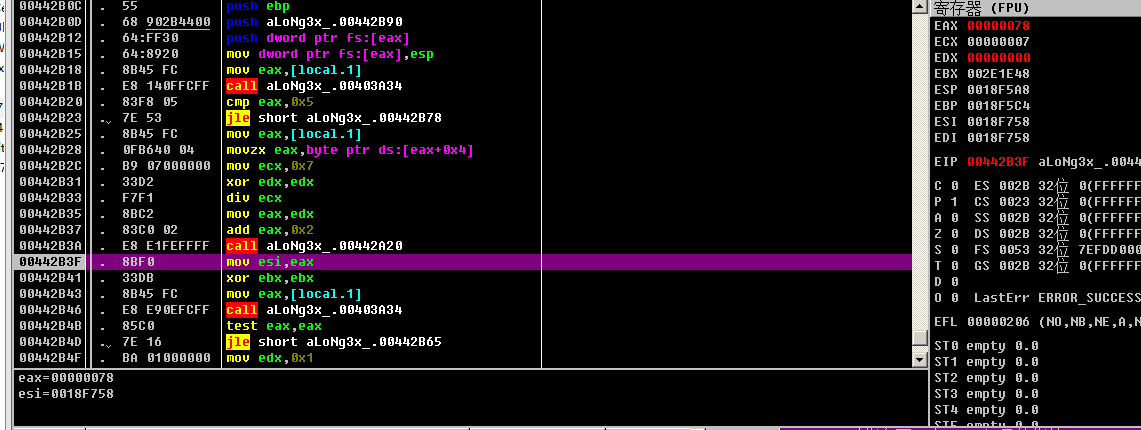 00442B0C  .  55            push ebp
00442B0D  .  68 902B4400   push aLoNg3x_.00442B90
00442B12  .  64:FF30       push dword ptr fs:[eax]
00442B15  .  64:8920       mov dword ptr fs:[eax],esp
00442B18  .  8B45 FC       mov eax,[local.1]
00442B1B  .  E8 140FFCFF   call aLoNg3x_.00403A34
00442B20  .  83F8 05       cmp eax,0x5
00442B23  .  7E 53         jle short aLoNg3x_.00442B78
00442B25  .  8B45 FC       mov eax,[local.1]
00442B28  .  0FB640 04     movzx eax,byte ptr ds:[eax+0x4]
00442B2C  .  B9 07000000   mov ecx,0x7
00442B31  .  33D2          xor edx,edx
00442B33  .  F7F1          div ecx
00442B35  .  8BC2          mov eax,edx
00442B37  .  83C0 02       add eax,0x2
00442B3A  .  E8 E1FEFFFF   call aLoNg3x_.00442A20
00442B3F  .  8BF0          mov esi,eax
00442B41  .  33DB          xor ebx,ebx
00442B43  .  8B45 FC       mov eax,[local.1]
00442B46  .  E8 E90EFCFF   call aLoNg3x_.00403A34
00442B4B  .  85C0          test eax,eax
00442B4D  .  7E 16         jle short aLoNg3x_.00442B65
00442B4F  .  BA 01000000   mov edx,0x1
eax=00000078
esi=0018F758
寄存器 (FPU)
EAX 00000078
ECX 00000007
EDX 00000000
EBX 002E1E48
ESP 0018F5A8
EBP 0018F5C4
ESI 0018F758
EDI 0018F758
EIP 00442B3F aLoNg3x_.0044
C 0  ES 002B 32位 0(FFFFFF
P 1  CS 0023 32位 0(FFFFFF
A 0  SS 002B 32位 0(FFFFFF
Z 0  DS 002B 32位 0(FFFFFF
S 0  FS 0053 32位 7EFDD000
T 0  GS 002B 32位 0(FFFFFF
D 0
O 0  LastErr ERROR_SUCCESS
EFL 00000206 (NO,NB,NE,A,N
ST0 empty 0.0
ST1 empty 0.0
ST2 empty 0.0
ST3 empty 0.0
ST4 empty 0.0